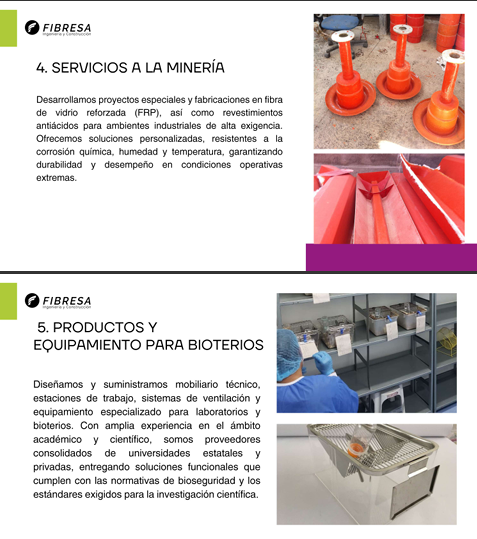 FIBRESA
Ingeniería y Construcción
4. SERVICIOS A LA MINERÍA
Desarrollamos proyectos especiales y fabricaciones en fibra
de vidrio reforzada (FRP), así como revestimientos
antiácidos para ambientes industriales de alta exigencia.
Ofrecemos soluciones personalizadas, resistentes a la
corrosión química, humedad y temperatura, garantizando
durabilidad y desempeño en condiciones operativas
extremas.
FIBRESA
Ingeniería y Construcción
5. PRODUCTOS Y
EQUIPAMIENTO PARA BIOTERIOS
Diseñamos y suministramos mobiliario técnico,
estaciones de trabajo, sistemas de ventilación y
equipamiento especializado para laboratorios y
bioterios. Con amplia experiencia en el ámbito
académico y científico, somos proveedores
consolidados de universidades estatales y
privadas, entregando soluciones funcionales que
cumplen con las normativas de bioseguridad y los
estándares exigidos para la investigación científica.